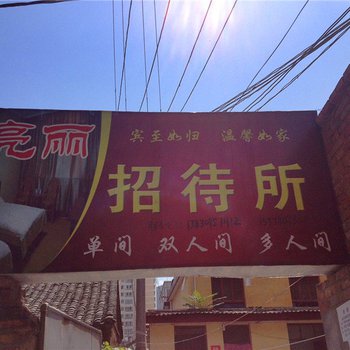 亮丽
宾至如归 温馨如家
招待所
单间 双人间 多人间